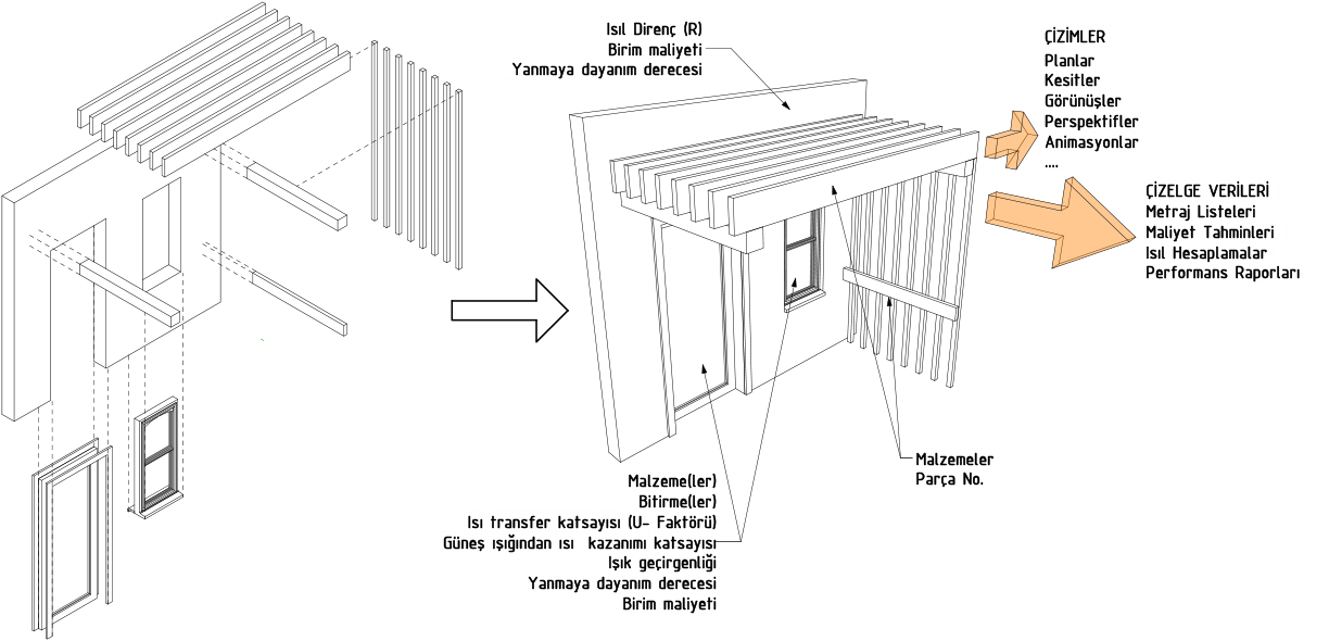 Isıl Direnç (R)
Birim maliyeti
Yanmaya dayanım derecesi
ÇİZİMLER
Planlar
Kesitler
Görünüşler
Perspektifler
Animasyonlar
....
ÇİZELGE VERİLERİ
Metraj Listeleri
Maliyet Tahminleri
Isıl Hesaplamalar
Performans Raporları
Malzemeler
Parça No.
Malzeme(ler)
Bitirme(ler)
Isı transfer katsayısı (U- Faktörü)
Güneş ışığından ısı kazanımı katsayısı
Işık geçirgenliği
Yanmaya dayanım derecesi
Birim maliyeti